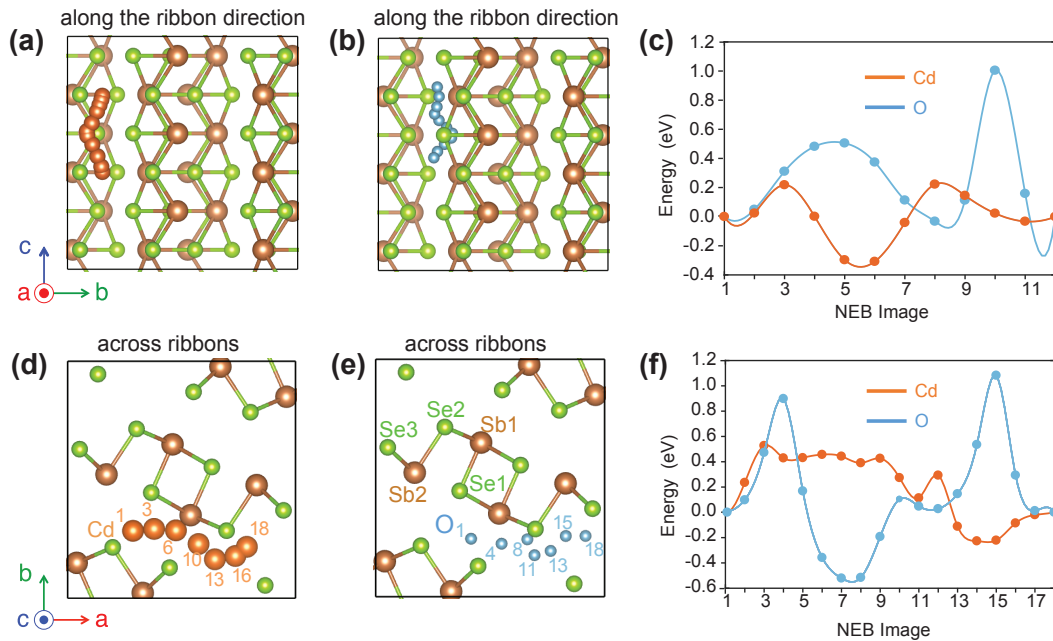 along the ribbon direction
along the ribbon direction
(a)
(b)
(c)
c
a
b
1.2
1.0
0.8
0.6
0.4
0.2
0.0
-0.2
-0.4
Energy (eV)
Cd
O
1 3 5 7 9 11
NEB Image
across ribbons
across ribbons
(d)
(e)
(f)
Cd
1
3
6
10
13
16
18
b
c
a
Se3
Se2
Sb1
Sb2
Se1
O
1
4
8
11
13
15
18
1.2
1.0
0.8
0.6
0.4
0.2
0.0
-0.2
-0.4
-0.6
Energy (eV)
Cd
O
1 3 5 7 9 11 13 15 17
NEB Image